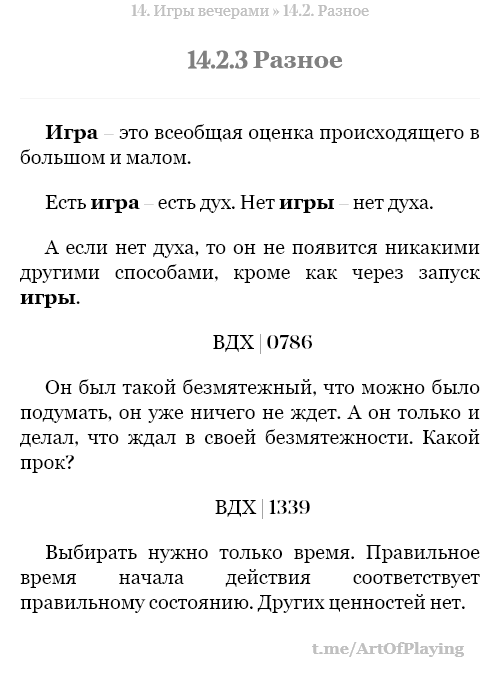 14. Игры вечерами » 14.2. Разное
14.2.3 Разное
Игра – это всеобщая оценка происходящего в
большом и малом.
Есть игра – есть дух. Нет игры – нет духа.
А если нет духа, то он не появится никакими
другими способами, кроме как через запуск
игры.
ВДХ | 0786
Он был такой безмятежный, что можно было
подумать, он уже ничего не ждет. А он только и
делал, что ждал в своей безмятежности. Какой
прок?
ВДХ | 1339
Выбирать нужно только время. Правильное
время начала действия соответствует
правильному состоянию. Других ценностей нет.
t.me/ArtOfPlaying